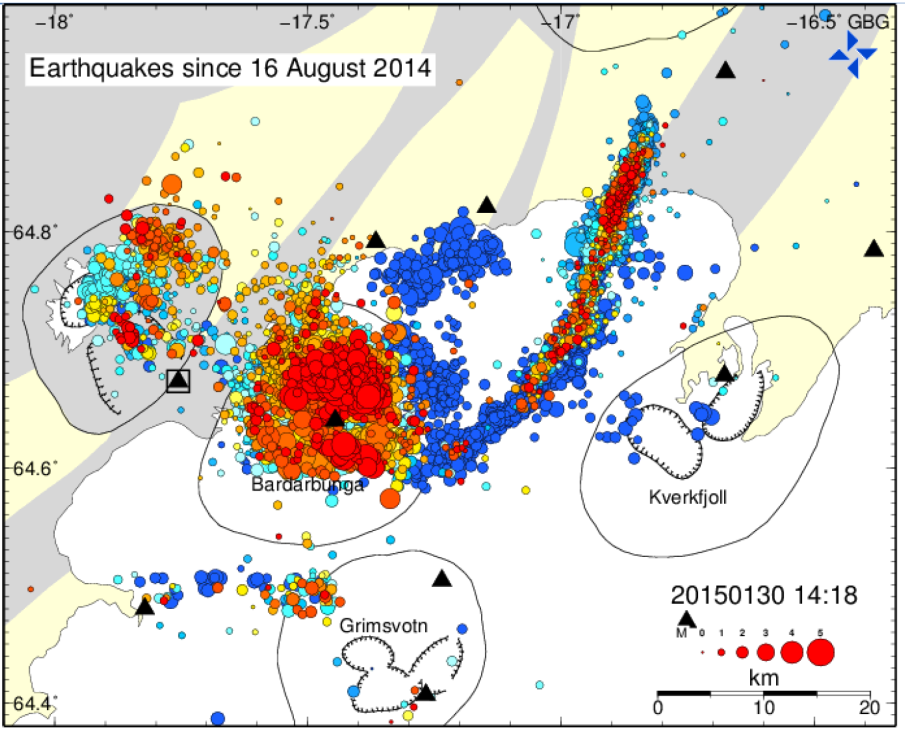 −18˚ −17.5˚ −17˚ −16.5˚ GBG
Earthquakes since 16 August 2014
64.8˚
64.6˚
Bardarbunga
Kverkfjoll
20150130 14:18
M 0 1 2 3 4 5
Grimsvotn
km
64.4˚
0 10 20